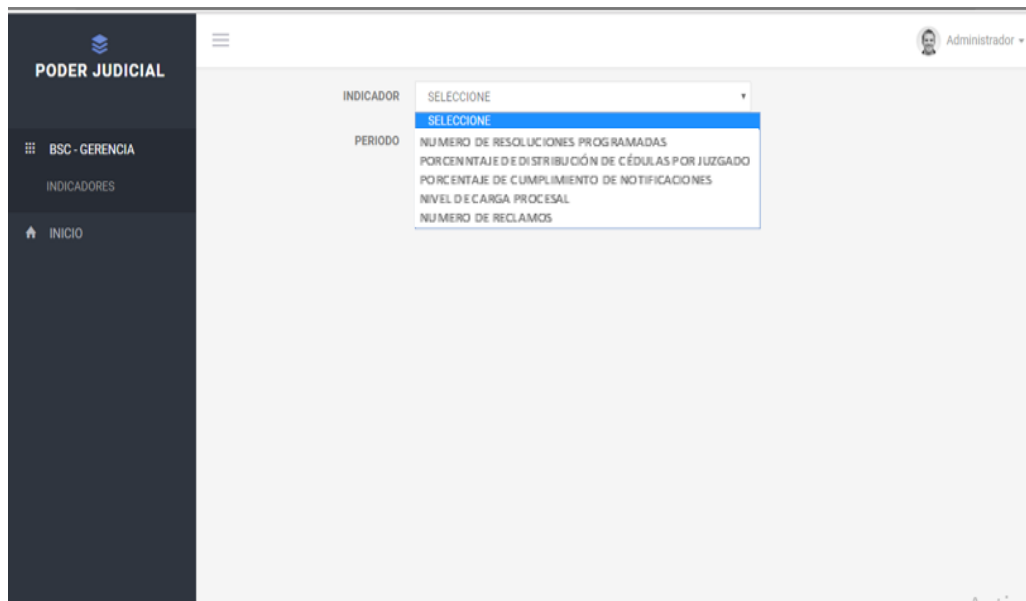 PODER JUDICIAL
Administrador
INDICADOR
SELECCIONE
SELECCIONE
PERIODO
NUMERO DE RESOLUCIONES PROGRAMADAS
PORCENNTAJE DE DISTRIBUCIÓN DE CÉDULAS POR JUZGADO
PORCENTAJE DE CUMPLIMIENTO DE NOTIFICACIONES
NIVEL DE CARGA PROCESAL
NUMERO DE RECLAMOS
BSC - GERENCIA
INDICADORES
INICIO